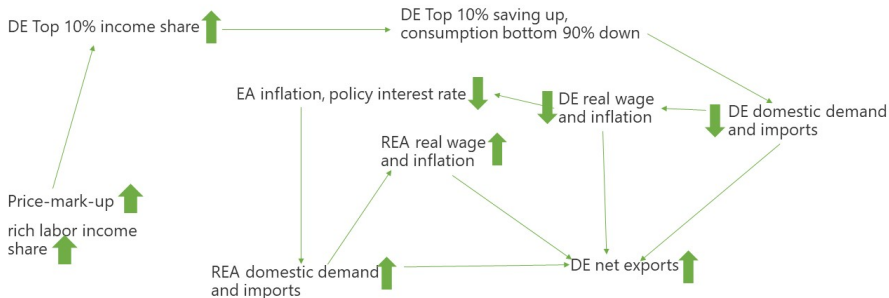 DE Top 10% income share
DE Top 10% saving up,
consumption bottom 90% down
EA inflation, policy interest rate
DE real wage
and inflation
DE domestic demand
and imports
REA real wage
and inflation
Price-mark-up
rich labor income
share
REA domestic demand
and imports
DE net exports